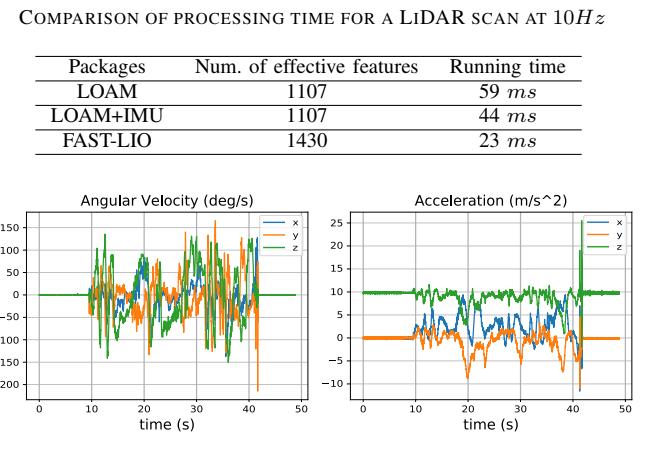 COMPARISON OF PROCESSING TIME FOR A LIDAR SCAN AT 10Hz
Packages Num. of effective features Running time
LOAM 1107 59 ms
LOAM+IMU 1107 44 ms
FAST-LIO 1430 23 ms
Angular Velocity (deg/s)
x
y
z
150
100
50
0
−50
100
150
200
0 10 20 30 40 50
time (s)
Acceleration (m/s^2)
x
y
z
25
20
15
10
5
0
−5
−10
0 10 20 30 40 50
time (s)